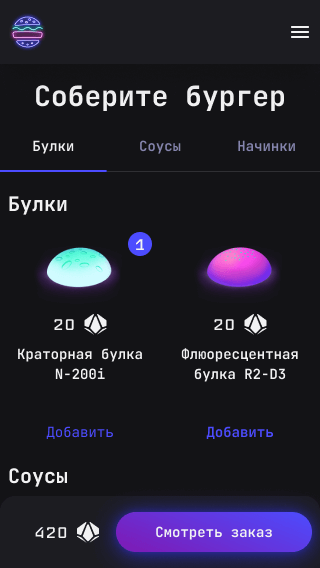 Соберите бургер
Булки Соусы Начинки
Булки
1
20 20
Краторная булка N-200i
Флюоресцентная булка R2-D3
Добавить Добавить
Соусы
420 Смотреть заказ